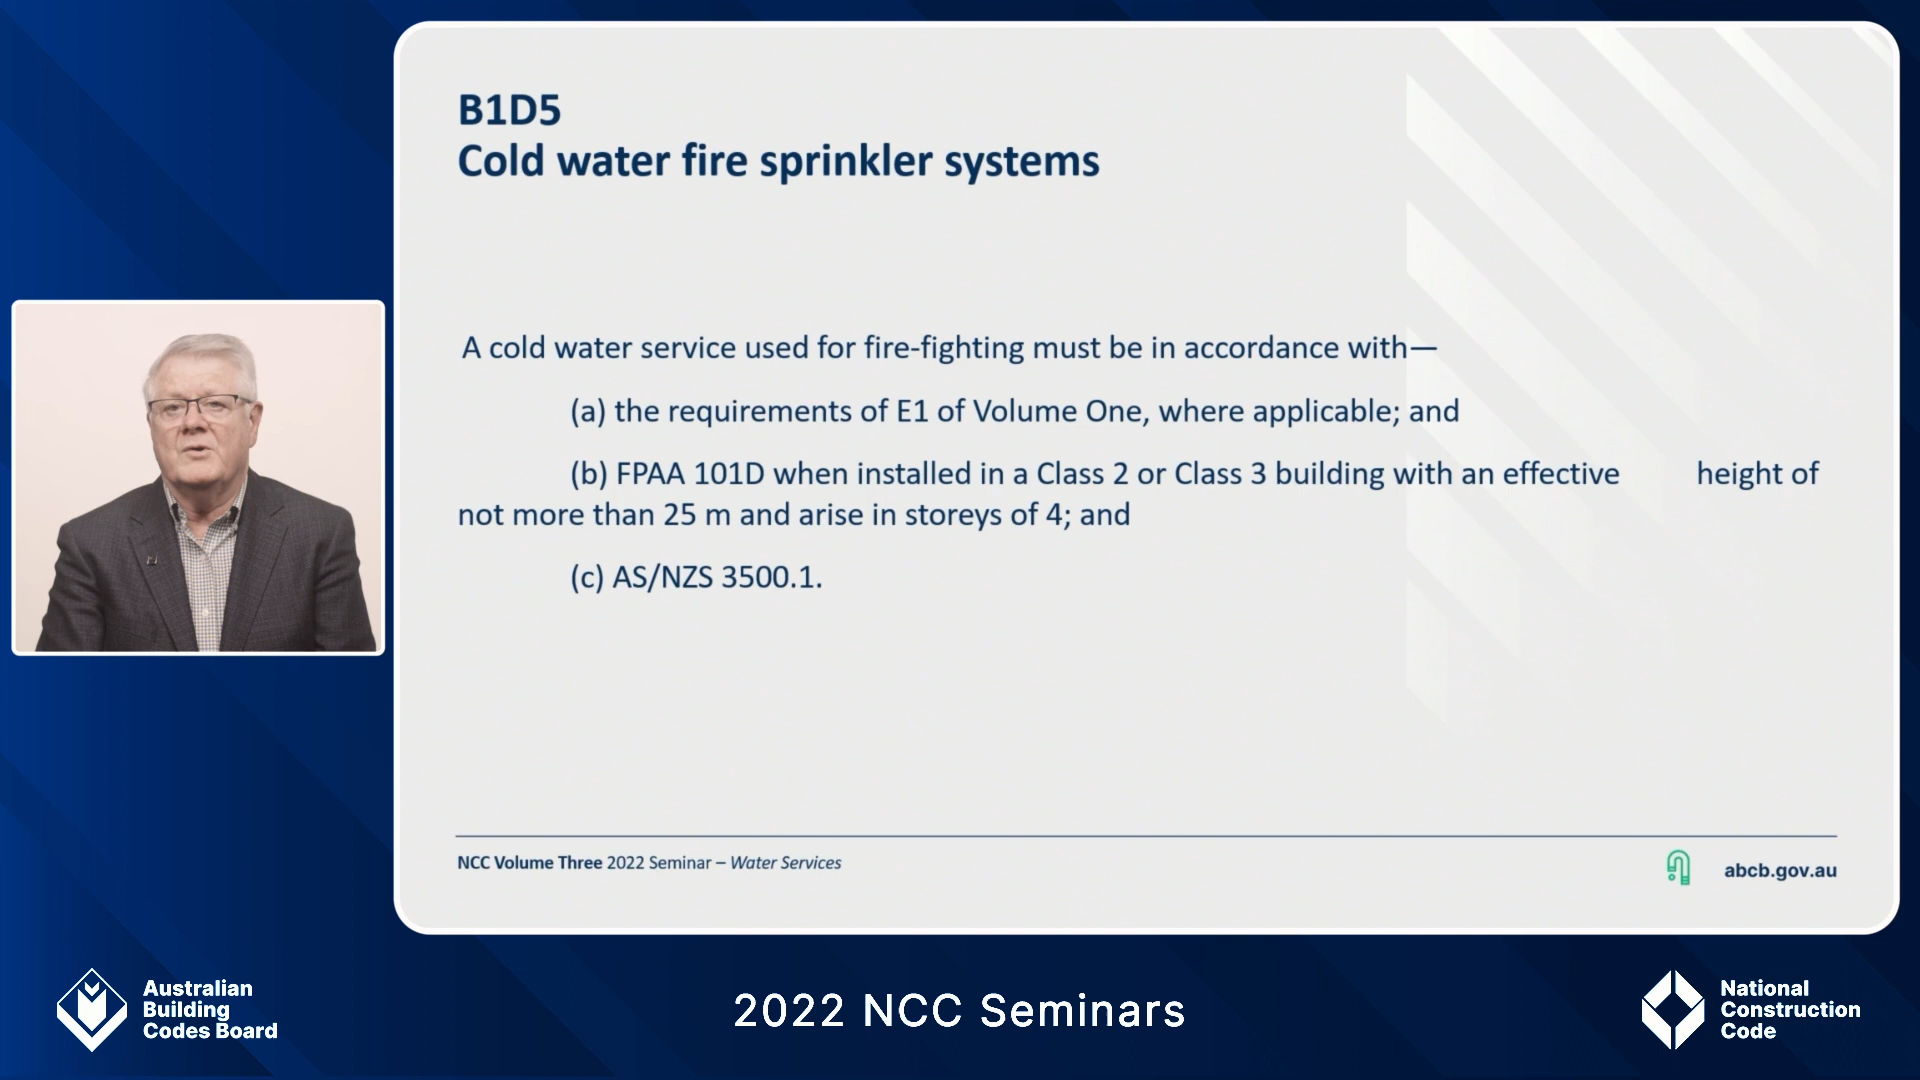 B1D5
Cold water fire sprinkler systems
A cold water service used for fire-fighting must be in accordance with—
(a) the requirements of E1 of Volume One, where applicable; and
(b) FPAA 101D when installed in a Class 2 or Class 3 building with an effective height of
not more than 25 m and arise in storeys of 4; and
(c) AS/NZS 3500.1.
NCC Volume Three 2022 Seminar – Water Services
abcb.gov.au
Australian
Building
Codes Board
2022 NCC Seminars
National
Construction
Code